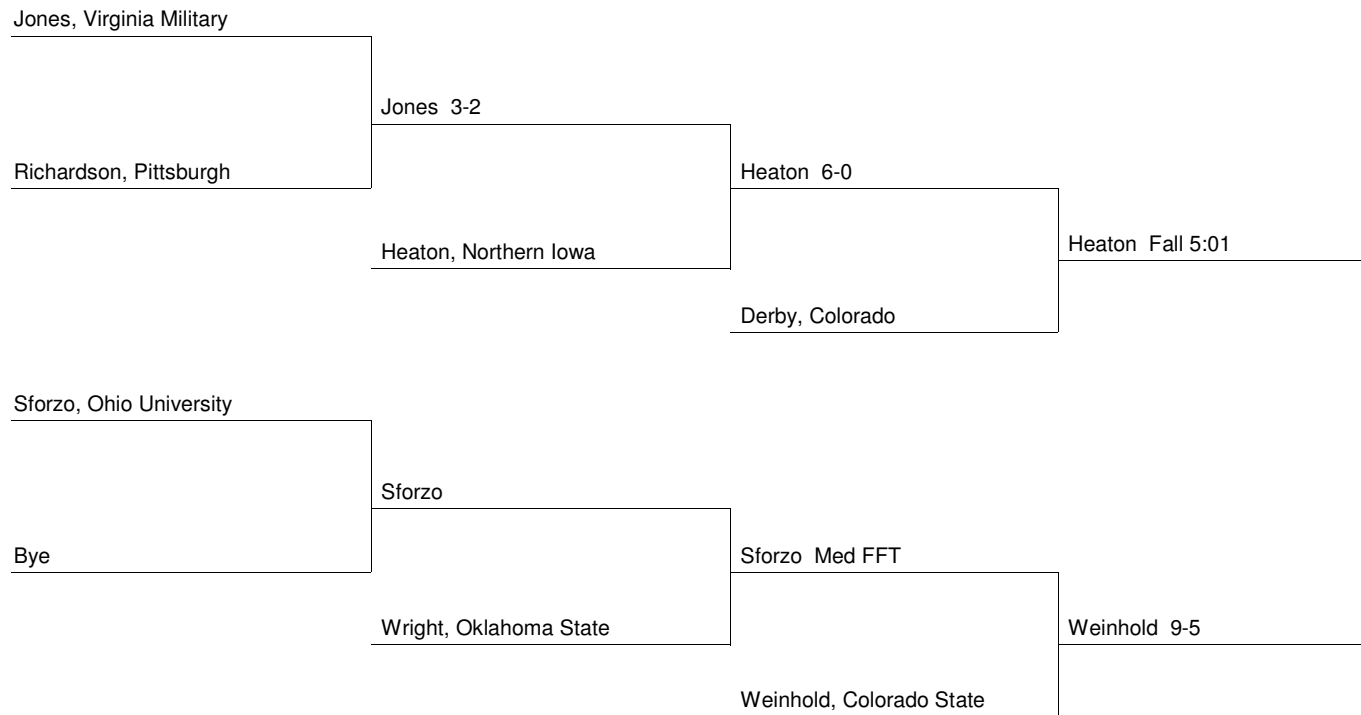 Jones, Virginia Military
Jones  3-2
Richardson, Pittsburgh
Heaton  6-0
Heaton, Northern Iowa
Heaton  Fall 5:01
Derby, Colorado
Sforzo, Ohio University
Sforzo
Bye
Sforzo  Med FFT
Wright, Oklahoma State
Weinhold  9-5
Weinhold, Colorado State